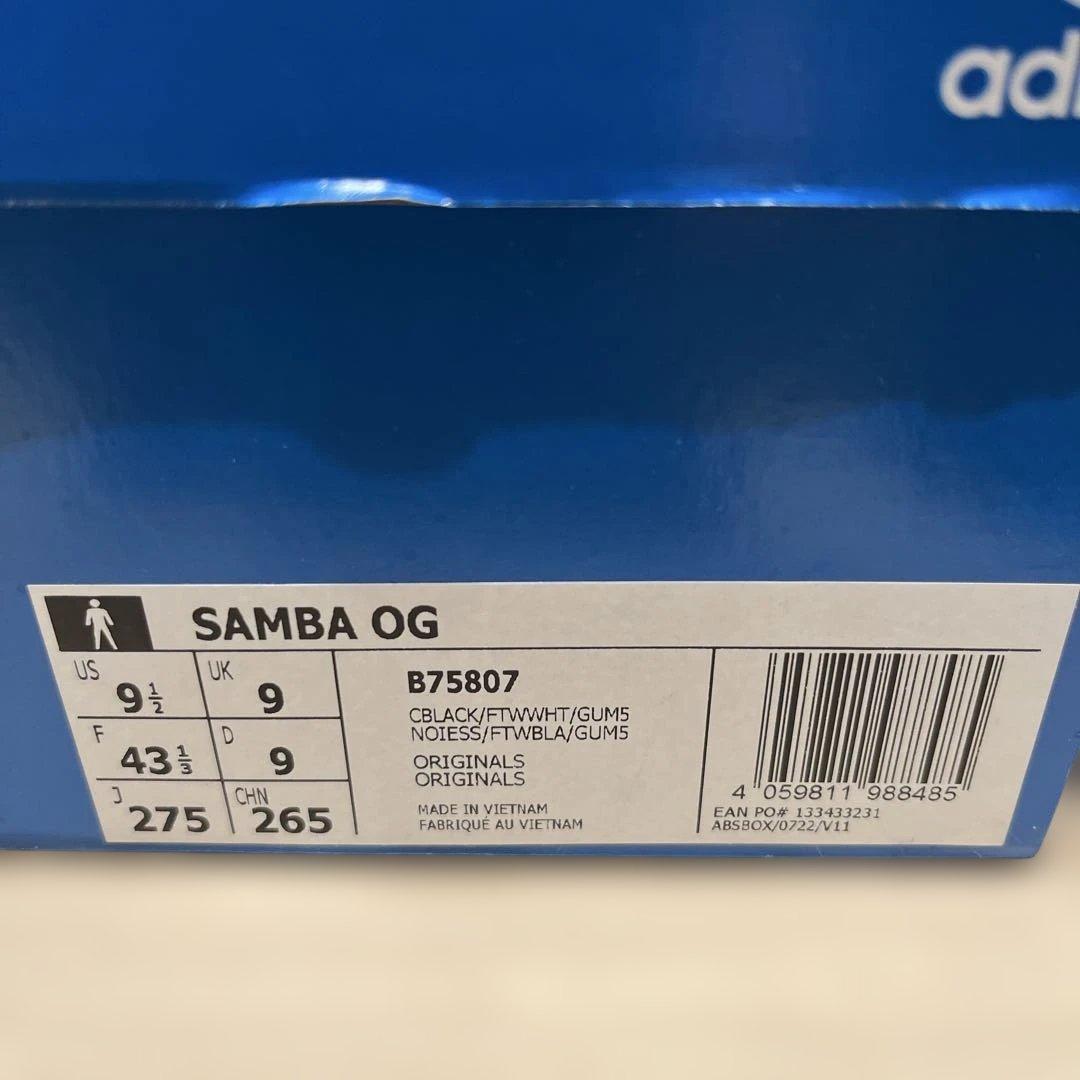 adi
SAMBA OG
US 9 1/2 UK 9
F 43 1/3 D 9
J 275 CHN 265
B75807
CBLACK/FTWWHT/GUM5
NOIESS/FTWBLA/GUM5
ORIGINALS
ORIGINALS
MADE IN VIETNAM
FABRIQUÉ AU VIETNAM
4 059811 988485
EAN PO# 133433231
ABSBOX/0722/V11